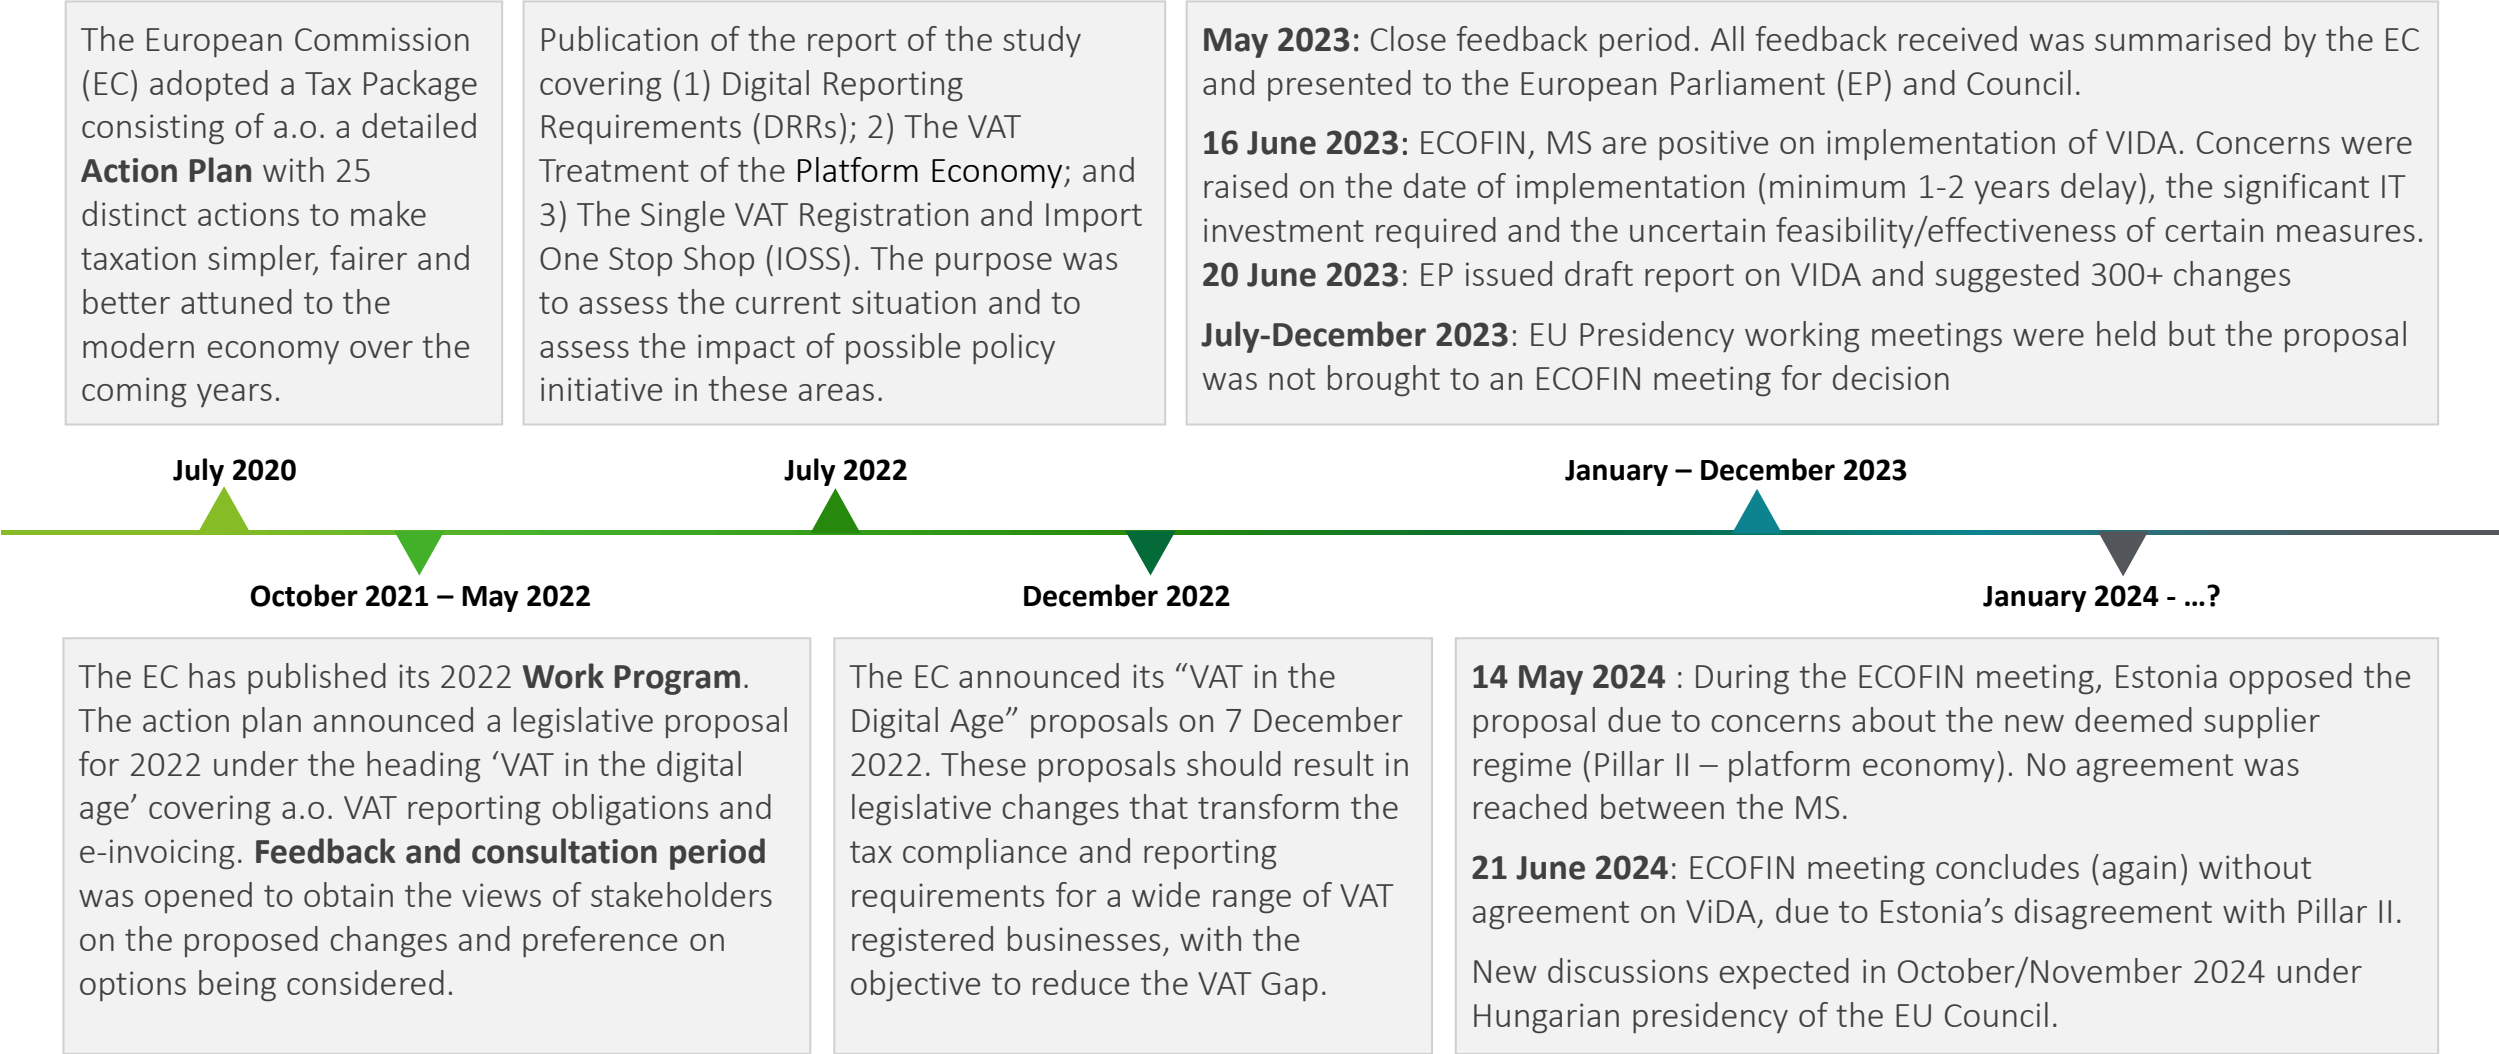 The European Commission
(EC) adopted a Tax Package
consisting of a.o. a detailed
Action Plan with 25
distinct actions to make
taxation simpler, fairer and
better attuned to the
modern economy over the
coming years.
Publication of the report of the study
covering (1) Digital Reporting
Requirements (DRRs); 2) The VAT
Treatment of the Platform Economy; and
3) The Single VAT Registration and Import
One Stop Shop (IOSS). The purpose was
to assess the current situation and to
assess the impact of possible policy
initiative in these areas.
May 2023: Close feedback period. All feedback received was summarised by the EC
and presented to the European Parliament (EP) and Council.
16 June 2023: ECOFIN, MS are positive on implementation of VIDA. Concerns were
raised on the date of implementation (minimum 1-2 years delay), the significant IT
investment required and the uncertain feasibility/effectiveness of certain measures.
20 June 2023: EP issued draft report on VIDA and suggested 300+ changes
July-December 2023: EU Presidency working meetings were held but the proposal
was not brought to an ECOFIN meeting for decision
July 2020
July 2022
January – December 2023
October 2021 – May 2022
December 2022
January 2024 - …?
The EC has published its 2022 Work Program.
The action plan announced a legislative proposal
for 2022 under the heading ‘VAT in the digital
age’ covering a.o. VAT reporting obligations and
e-invoicing. Feedback and consultation period
was opened to obtain the views of stakeholders
on the proposed changes and preference on
options being considered.
The EC announced its “VAT in the
Digital Age” proposals on 7 December
2022. These proposals should result in
legislative changes that transform the
tax compliance and reporting
requirements for a wide range of VAT
registered businesses, with the
objective to reduce the VAT Gap.
14 May 2024 : During the ECOFIN meeting, Estonia opposed the
proposal due to concerns about the new deemed supplier
regime (Pillar II – platform economy). No agreement was
reached between the MS.
21 June 2024: ECOFIN meeting concludes (again) without
agreement on ViDA, due to Estonia’s disagreement with Pillar II.
New discussions expected in October/November 2024 under
Hungarian presidency of the EU Council.